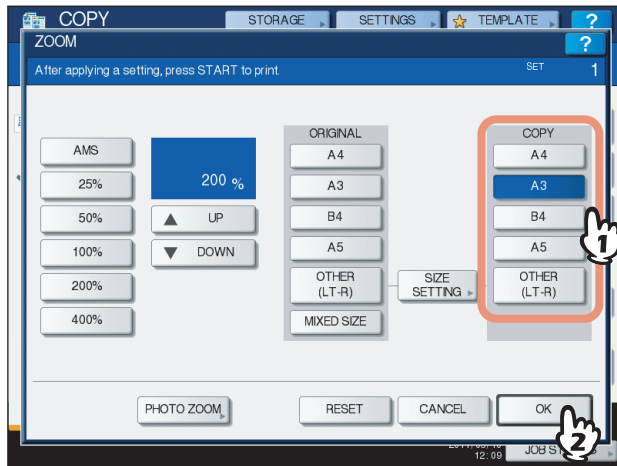 COPY STORAGE SETTINGS TEMPLATE ?
ZOOM ?
After applying a setting, press START to print. SET 1
ORIGINAL COPY
AMS A4 A4
25% 200 % A3 A3
50% UP B4 B4
100% DOWN A5 A5
200% OTHER (LT-R) SIZE SETTING OTHER (LT-R)
400% MIXED SIZE
1
PHOTO ZOOM RESET CANCEL OK
2
12:09 JOB